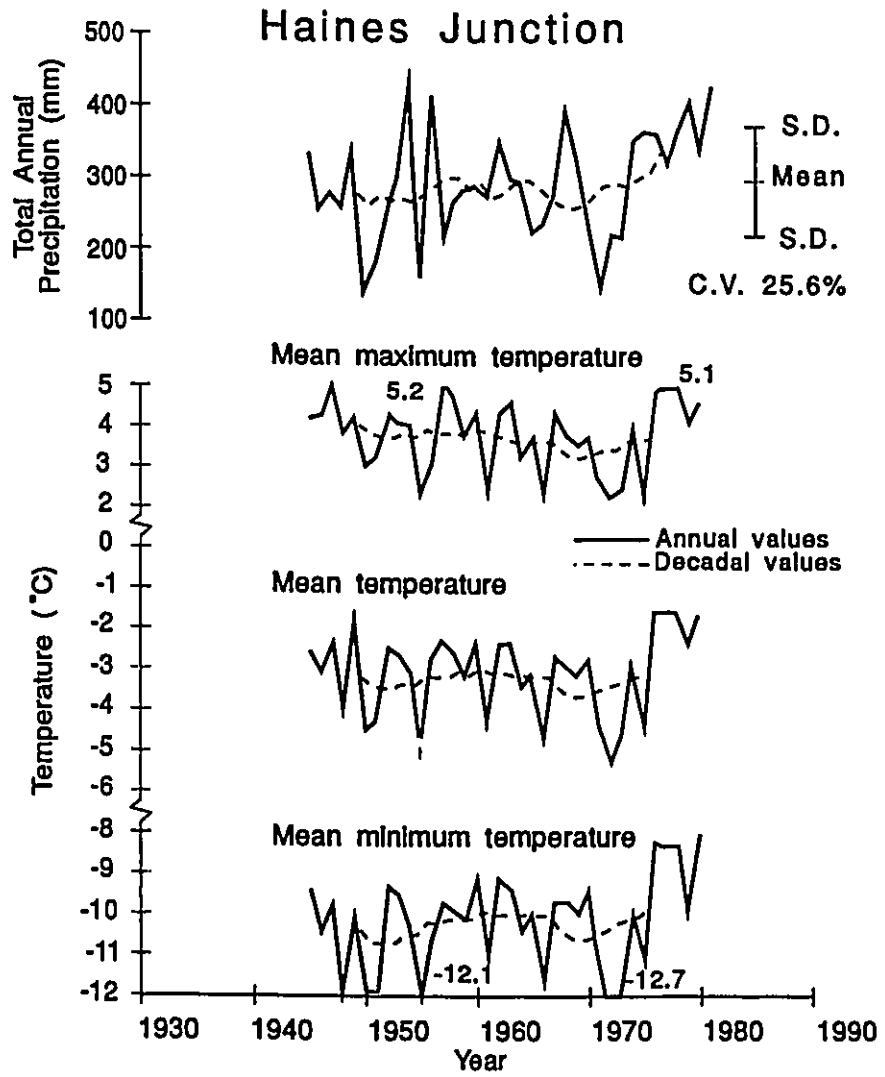 Haines Junction
Total Annual
Precipitation (mm)
500
400
300
200
100
S.D.
Mean
S.D.
C.V. 25.6%
Mean maximum temperature
5.2
5.1
5
4
3
2
Temperature (°C)
0
-1
-2
-3
-4
-5
-6
Annual values
Decadal values
Mean temperature
-8
-9
-10
-11
-12
Mean minimum temperature
-12.1
-12.7
1930 1940 1950 1960 1970 1980 1990
Year